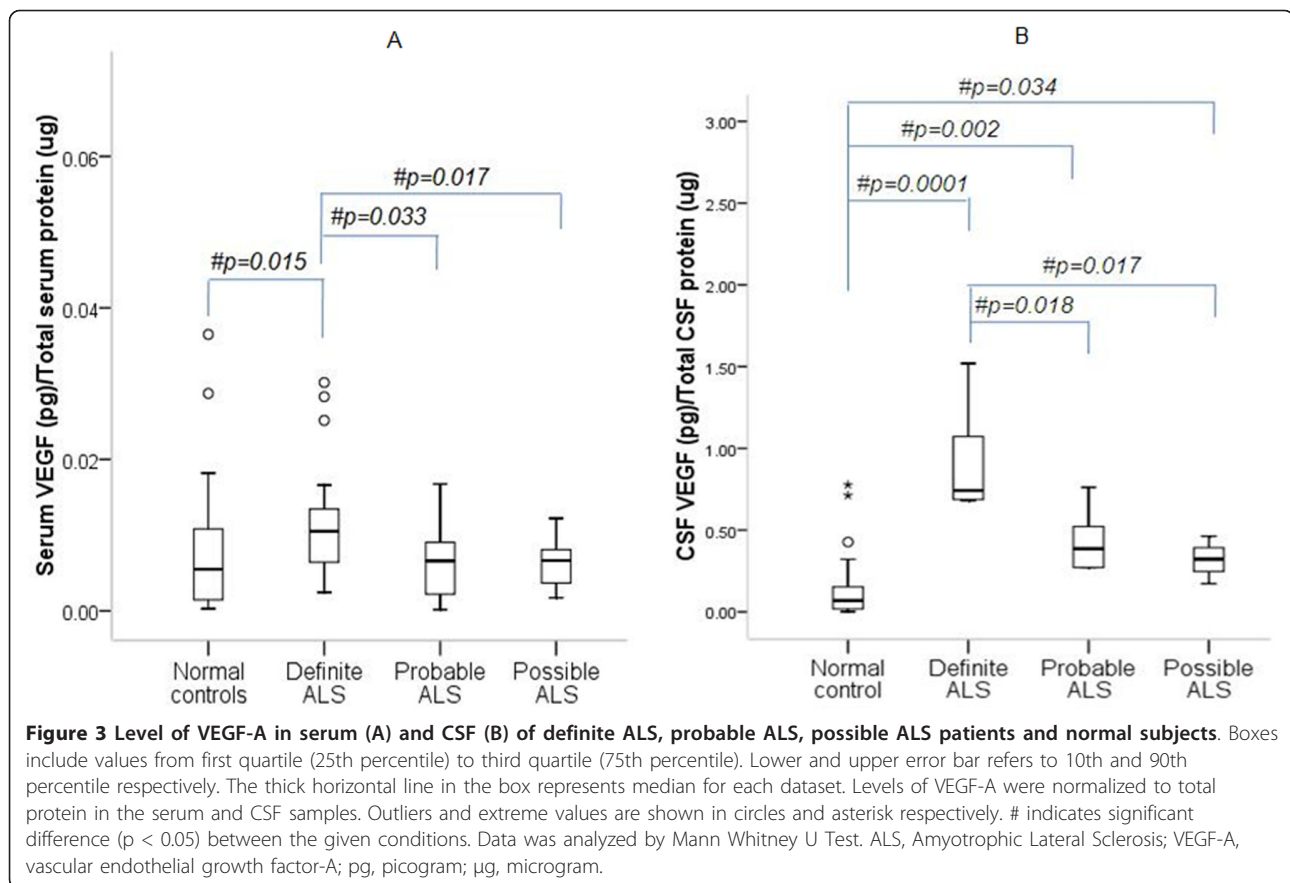 A
B
Serum VEGF (pg)/Total serum protein (ug)
0.06
0.04
0.02
0.00
#p=0.017
#p=0.033
#p=0.015
Normal controls
Definite ALS
Probable ALS
Possible ALS
CSF VEGF (pg)/Total CSF protein (ug)
3.00
2.50
2.00
1.50
1.00
0.50
0.00
#p=0.034
#p=0.002
#p=0.0001
#p=0.017
#p=0.018
Normal control
Definite ALS
Probable ALS
Possible ALS
Figure 3 Level of VEGF-A in serum (A) and CSF (B) of definite ALS, probable ALS, possible ALS patients and normal subjects. Boxes
include values from first quartile (25th percentile) to third quartile (75th percentile). Lower and upper error bar refers to 10th and 90th
percentile respectively. The thick horizontal line in the box represents median for each dataset. Levels of VEGF-A were normalized to total
protein in the serum and CSF samples. Outliers and extreme values are shown in circles and asterisk respectively. # indicates significant
difference (p < 0.05) between the given conditions. Data was analyzed by Mann Whitney U Test. ALS, Amyotrophic Lateral Sclerosis; VEGF-A,
vascular endothelial growth factor-A; pg, picogram; μg, microgram.